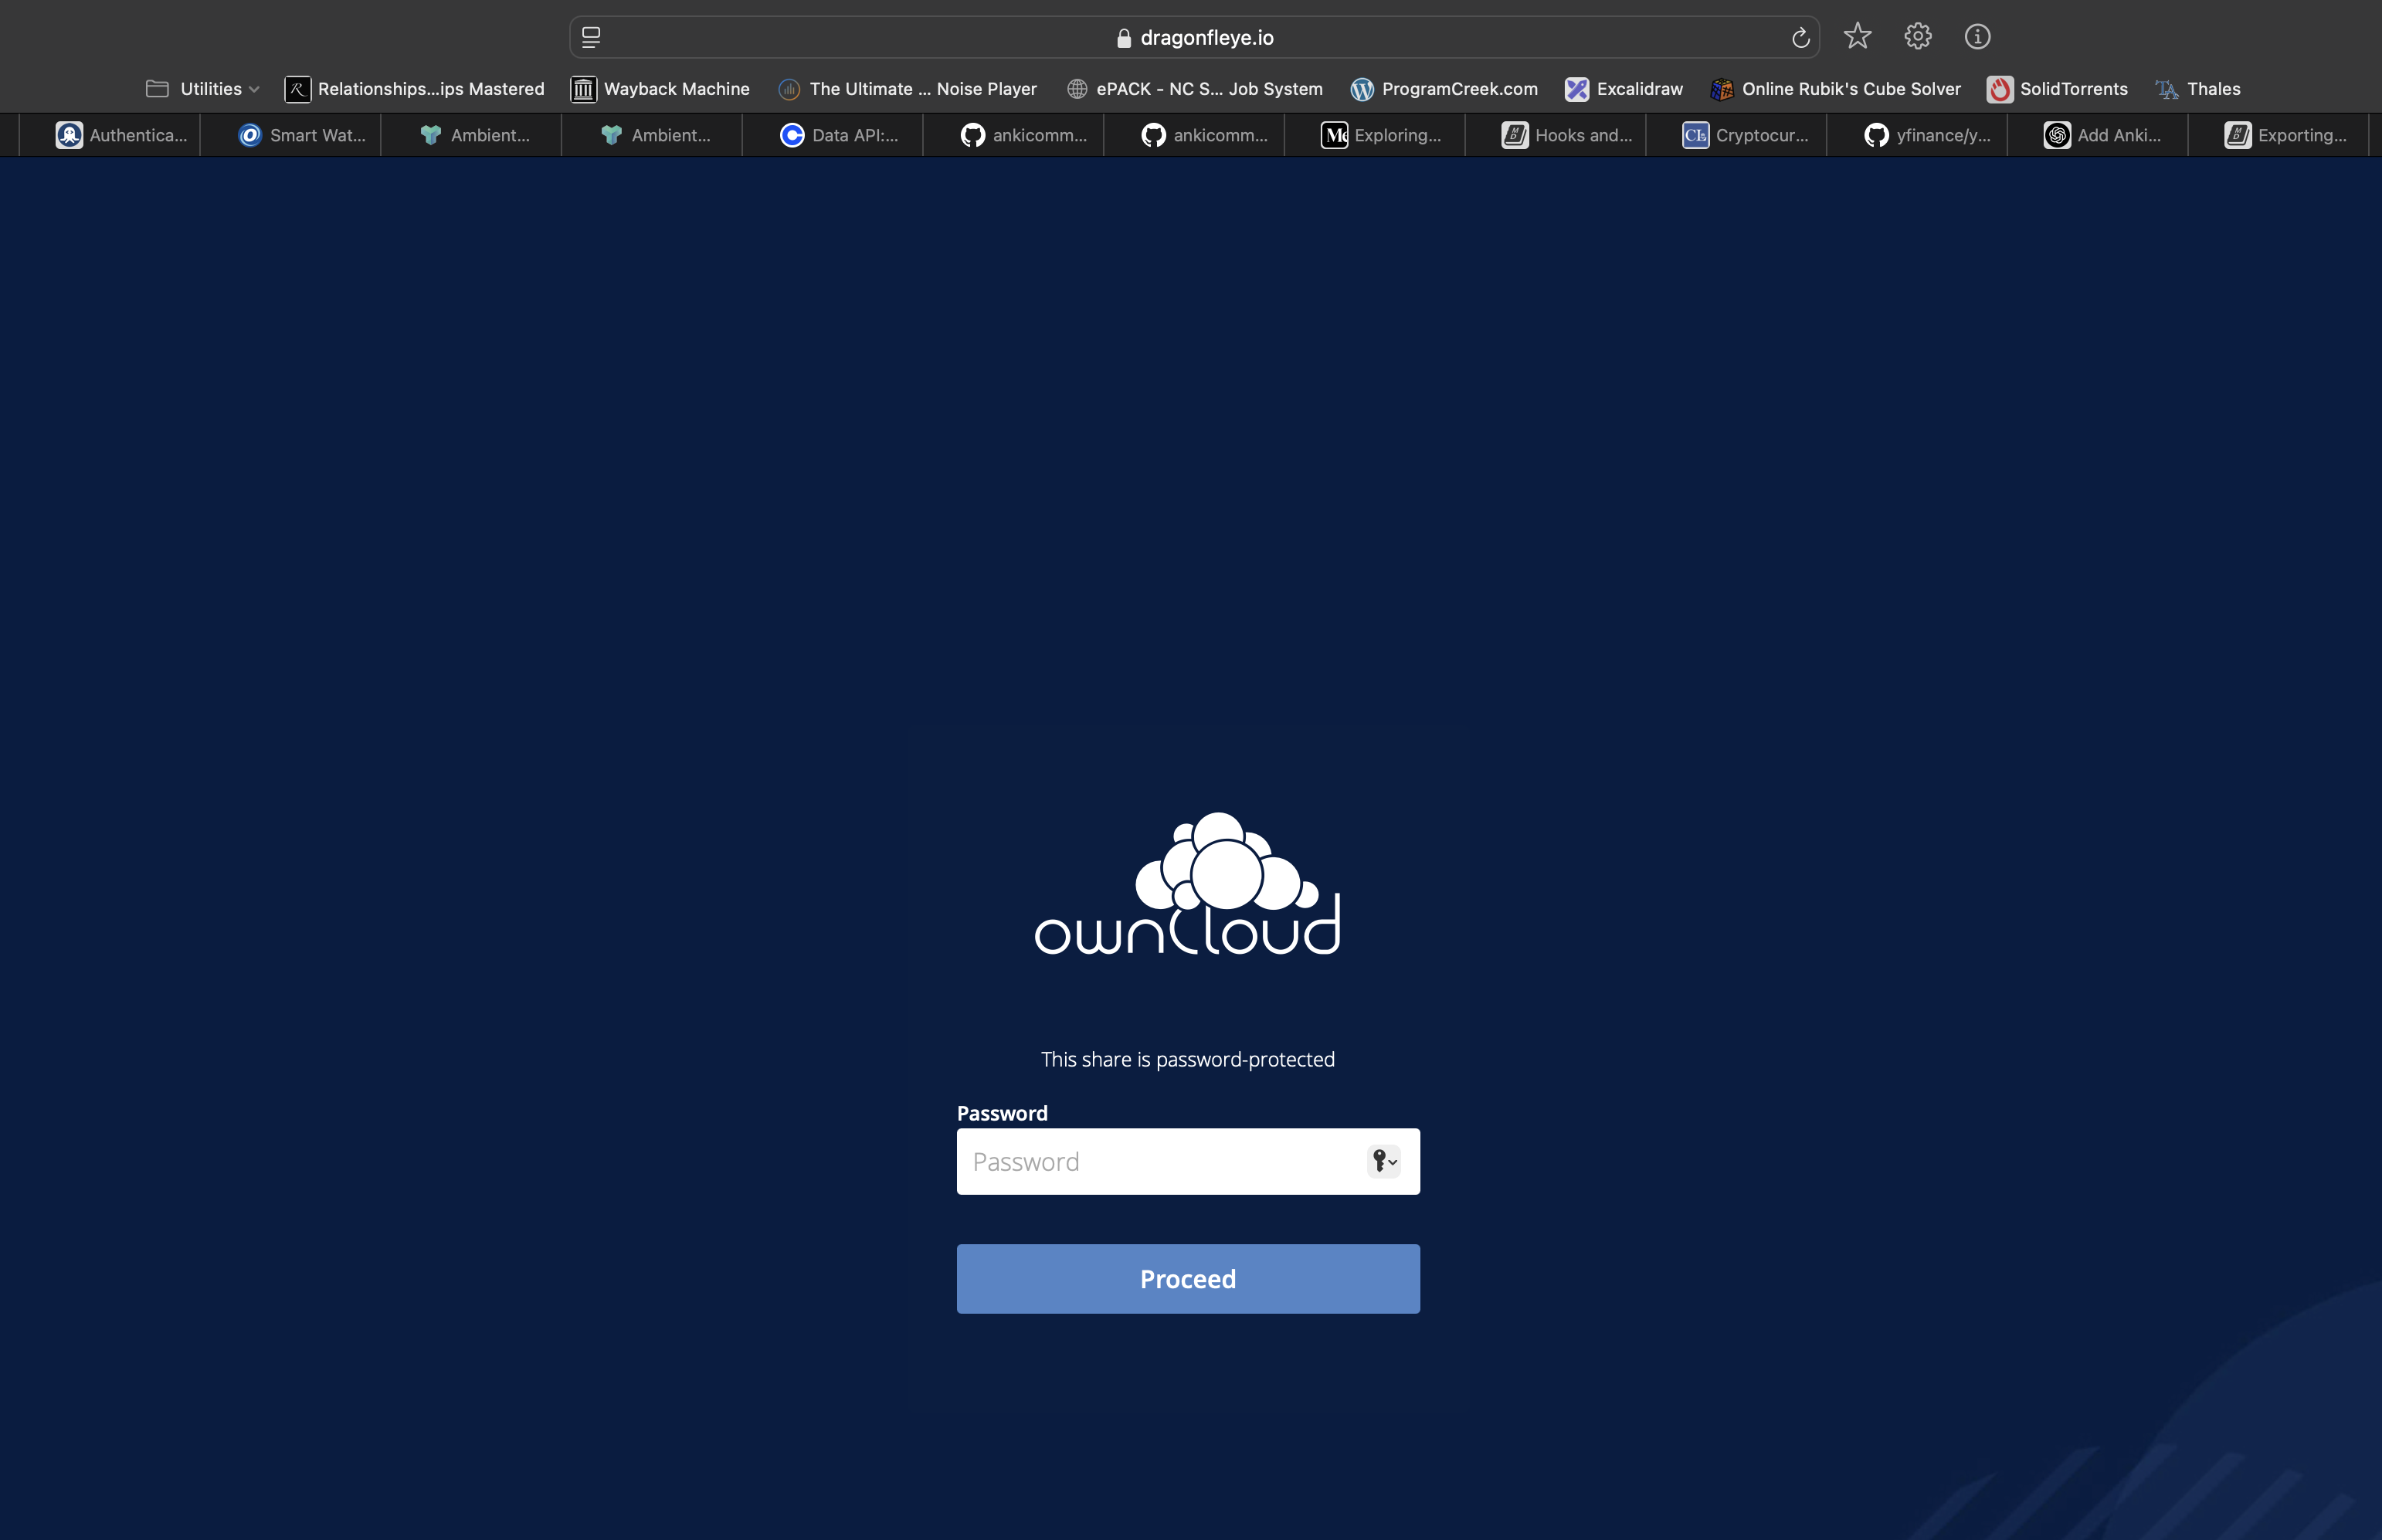 dragonfleye.io
Utilities Relationships...ips Mastered Wayback Machine The Ultimate ... Noise Player ePACK - NC S... Job System ProgramCreek.com Excalidraw Online Rubik's Cube Solver SolidTorrents Thales
Authentica... Smart Wat... Ambient... Ambient... Data API:... ankicomm... ankicomm... Exploring... Hooks and... Cryptocur... yfinance/y... Add Anki... Exporting...
ownCloud
This share is password-protected
Password
Password
Proceed